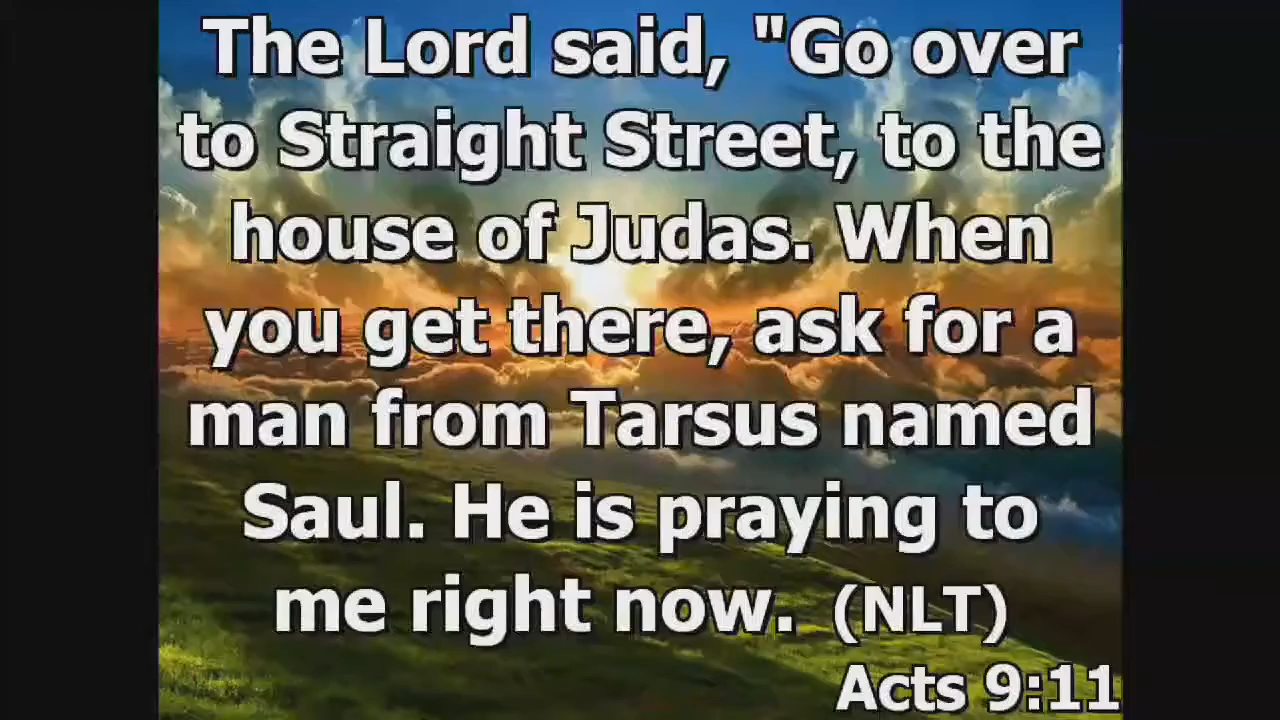 The Lord said, "Go over
to Straight Street, to the
house of Judas. When
you get there, ask for a
man from Tarsus named
Saul. He is praying to
me right now. (NLT)
Acts 9:11